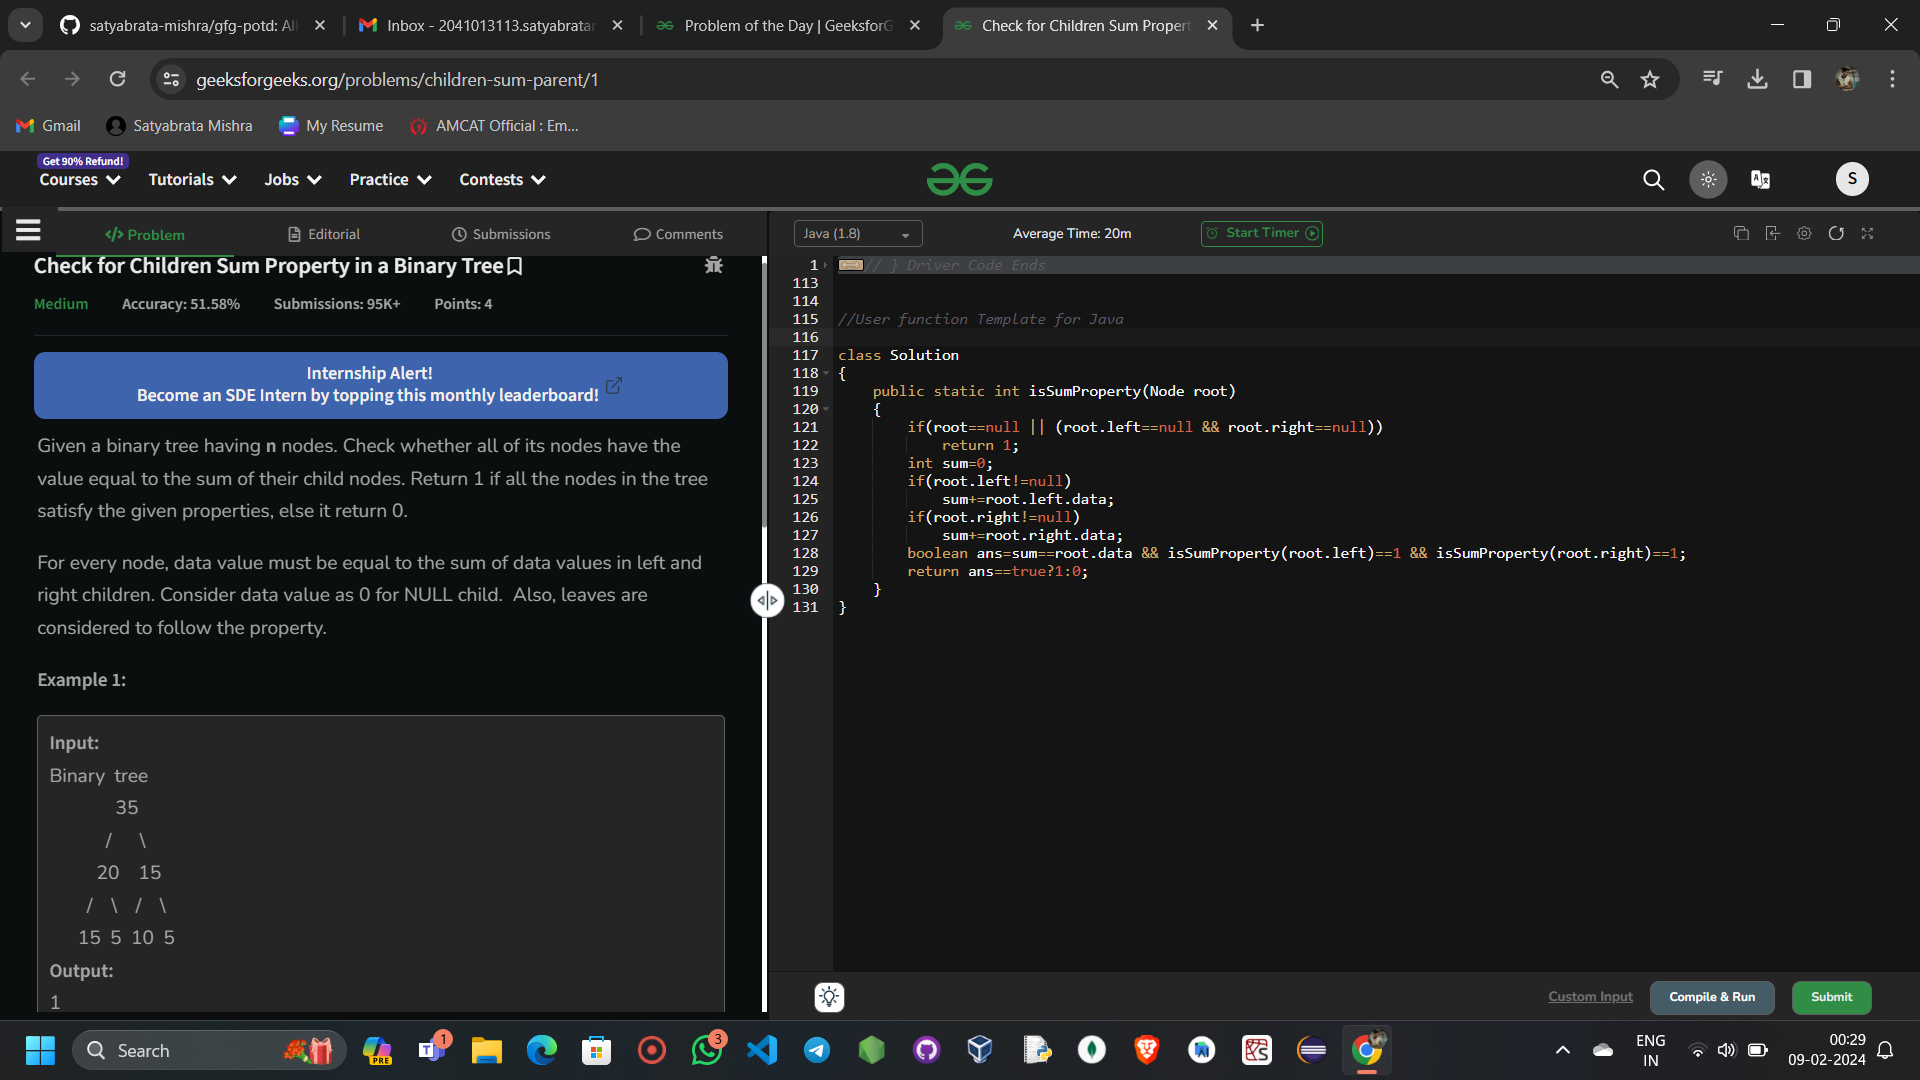 satyabrata-mishra/gfg-potd: Al
Inbox - 2041013113.satyabratar
Problem of the Day | GeeksforG
Check for Children Sum Propert
geeksforgeeks.org/problems/children-sum-parent/1
Gmail
Satyabrata Mishra
My Resume
AMCAT Official : Em...
Get 90% Refund!
Courses
Tutorials
Jobs
Practice
Contests
S
Problem
Editorial
Submissions
Comments
Java (1.8)
Average Time: 20m
Start Timer
Check for Children Sum Property in a Binary Tree
Medium Accuracy: 51.58% Submissions: 95K+ Points: 4
Internship Alert!
Become an SDE Intern by topping this monthly leaderboard!
Given a binary tree having n nodes. Check whether all of its nodes have the
value equal to the sum of their child nodes. Return 1 if all the nodes in the tree
satisfy the given properties, else it return 0.
For every node, data value must be equal to the sum of data values in left and
right children. Consider data value as 0 for NULL child.  Also, leaves are
considered to follow the property.
Example 1:
Input:
Binary tree
35
/ \
20 15
/ \ / \
15 5 10 5
Output:
1
1 // } Driver Code Ends
113
114
115 //User function Template for Java
116
117 class Solution
118 {
119 public static int isSumProperty(Node root)
120 {
121 if(root==null || (root.left==null && root.right==null))
122 return 1;
123 int sum=0;
124 if(root.left!=null)
125 sum+=root.left.data;
126 if(root.right!=null)
127 sum+=root.right.data;
128 boolean ans=sum==root.data && isSumProperty(root.left)==1 && isSumProperty(root.right)==1;
129 return ans==true?1:0;
130 }
131 }
Custom Input
Compile & Run
Submit
Search
PRE
1
3
ENG
IN
00:29
09-02-2024